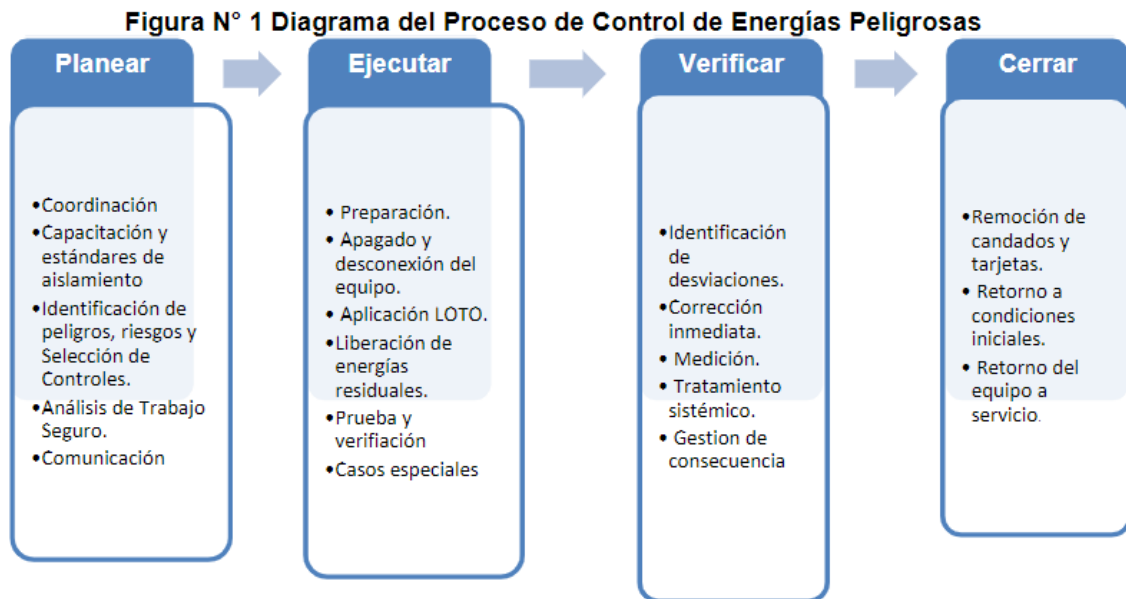 Figura N° 1 Diagrama del Proceso de Control de Energías Peligrosas
Planear
•Coordinación
•Capacitación y
estándares de
aislamiento
•Identificación de
peligros, riesgos y
Selección de
Controles.
•Análisis de Trabajo
Seguro.
•Comunicación
Ejecutar
• Preparación.
• Apagado y
desconexión del
equipo.
• Aplicación LOTO.
•Liberación de
energías
residuales.
•Prueba y
verifiación
•Casos especiales
Verificar
•Identificación
de
desviaciones.
•Corrección
inmediata.
• Medición.
• Tratamiento
sistémico.
• Gestion de
consecuencia
Cerrar
•Remoción de
candados y
tarjetas.
• Retorno a
condiciones
iniciales.
• Retorno del
equipo a
servicio.